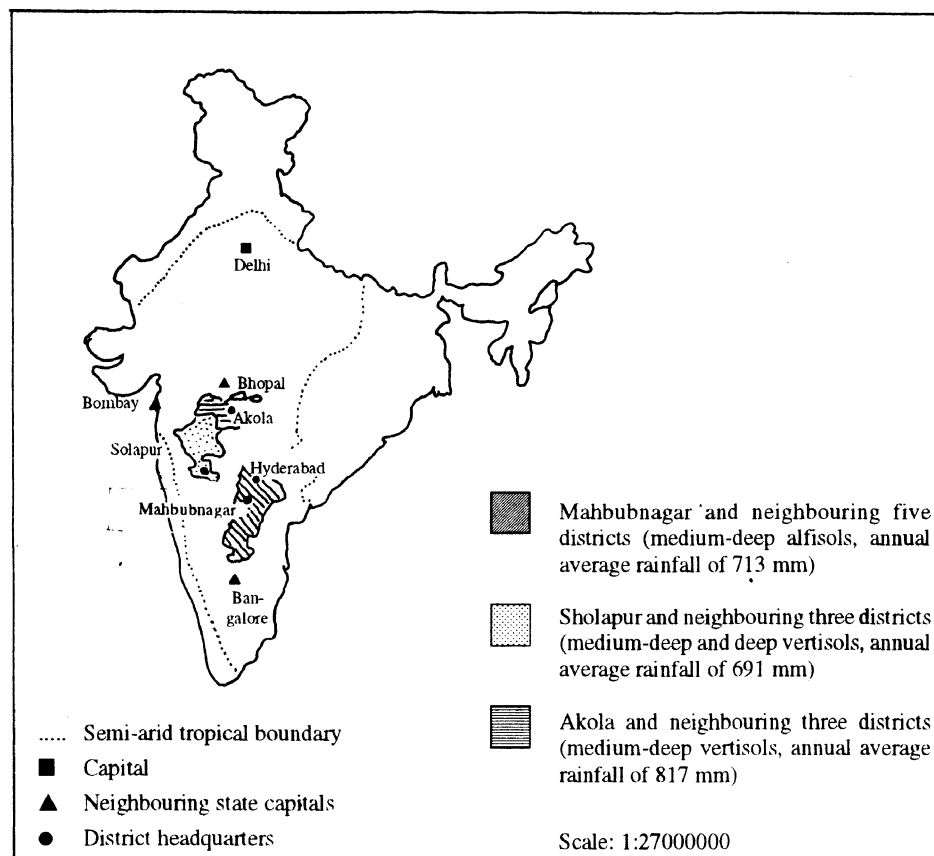 Delhi
Bhopal
Bombay
Akola
Solapur
Hyderabad
Mahbubnagar
Ban-
galore
Mahbubnagar and neighbouring five
districts (medium-deep alfisols, annual
average rainfall of 713 mm)
Sholapur and neighbouring three districts
(medium-deep and deep vertisols, annual
average rainfall of 691 mm)
Akola and neighbouring three districts
(medium-deep vertisols, annual average
rainfall of 817 mm)
..... Semi-arid tropical boundary
Capital
Neighbouring state capitals
District headquarters
Scale: 1:27000000